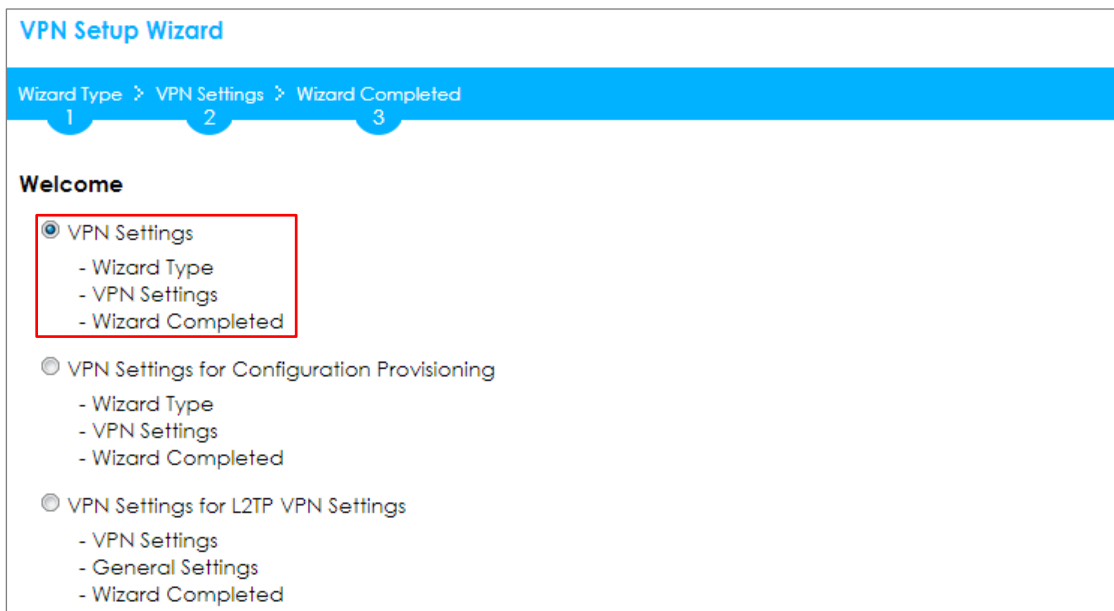 VPN Setup Wizard
Wizard Type > VPN Settings > Wizard Completed
1 2 3
Welcome
VPN Settings
- Wizard Type
- VPN Settings
- Wizard Completed
VPN Settings for Configuration Provisioning
- Wizard Type
- VPN Settings
- Wizard Completed
VPN Settings for L2TP VPN Settings
- VPN Settings
- General Settings
- Wizard Completed